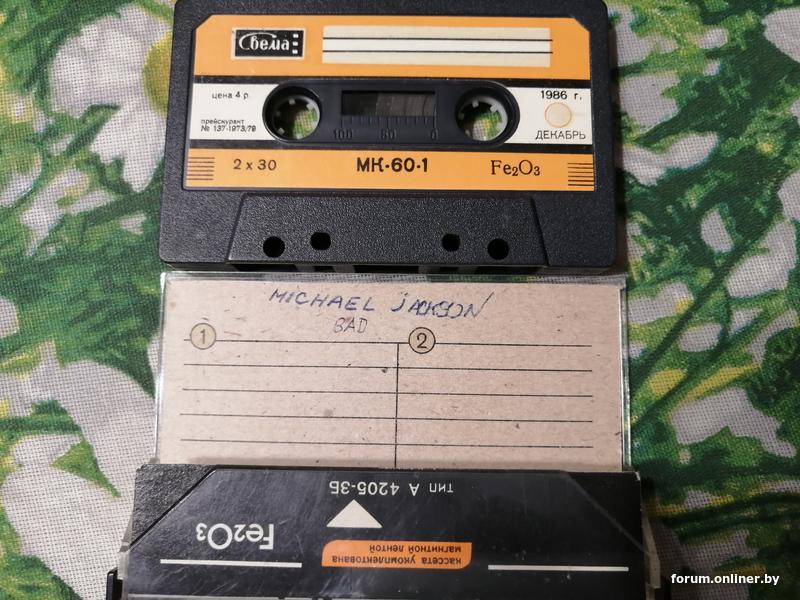 Свема
цена 4 р.
1986 г.
прейскурант
№ 137-1973/79
100 50 0
ДЕКАБРЬ
2 x 30
МК·60·1
Fe2O3
MICHAEL JACKSON
BAD
1
2
тип А 4205-3Б
Fe2O3
кассета укомплектована
магнитной лентой
forum.onliner.by